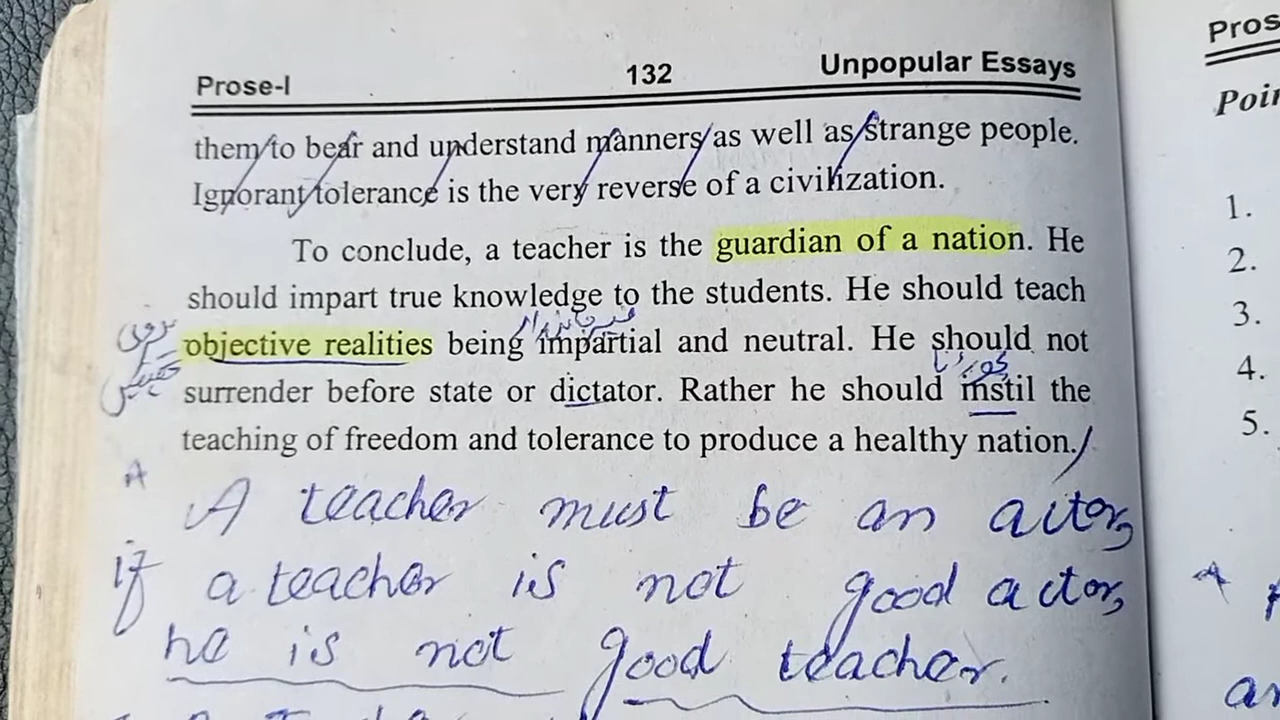 Prose-I 132 Unpopular Essays
them to bear and understand manners as well as strange people.
Ignorant tolerance is the very reverse of a civilization.
To conclude, a teacher is the guardian of a nation. He
should impart true knowledge to the students. He should teach
objective realities being impartial and neutral. He should not
surrender before state or dictator. Rather he should instil the
teaching of freedom and tolerance to produce a healthy nation.
A teacher must be an actor,
if a teacher is not good actor,
he is not good teacher.
Pros
Poin
1.
2.
3.
4.
5.